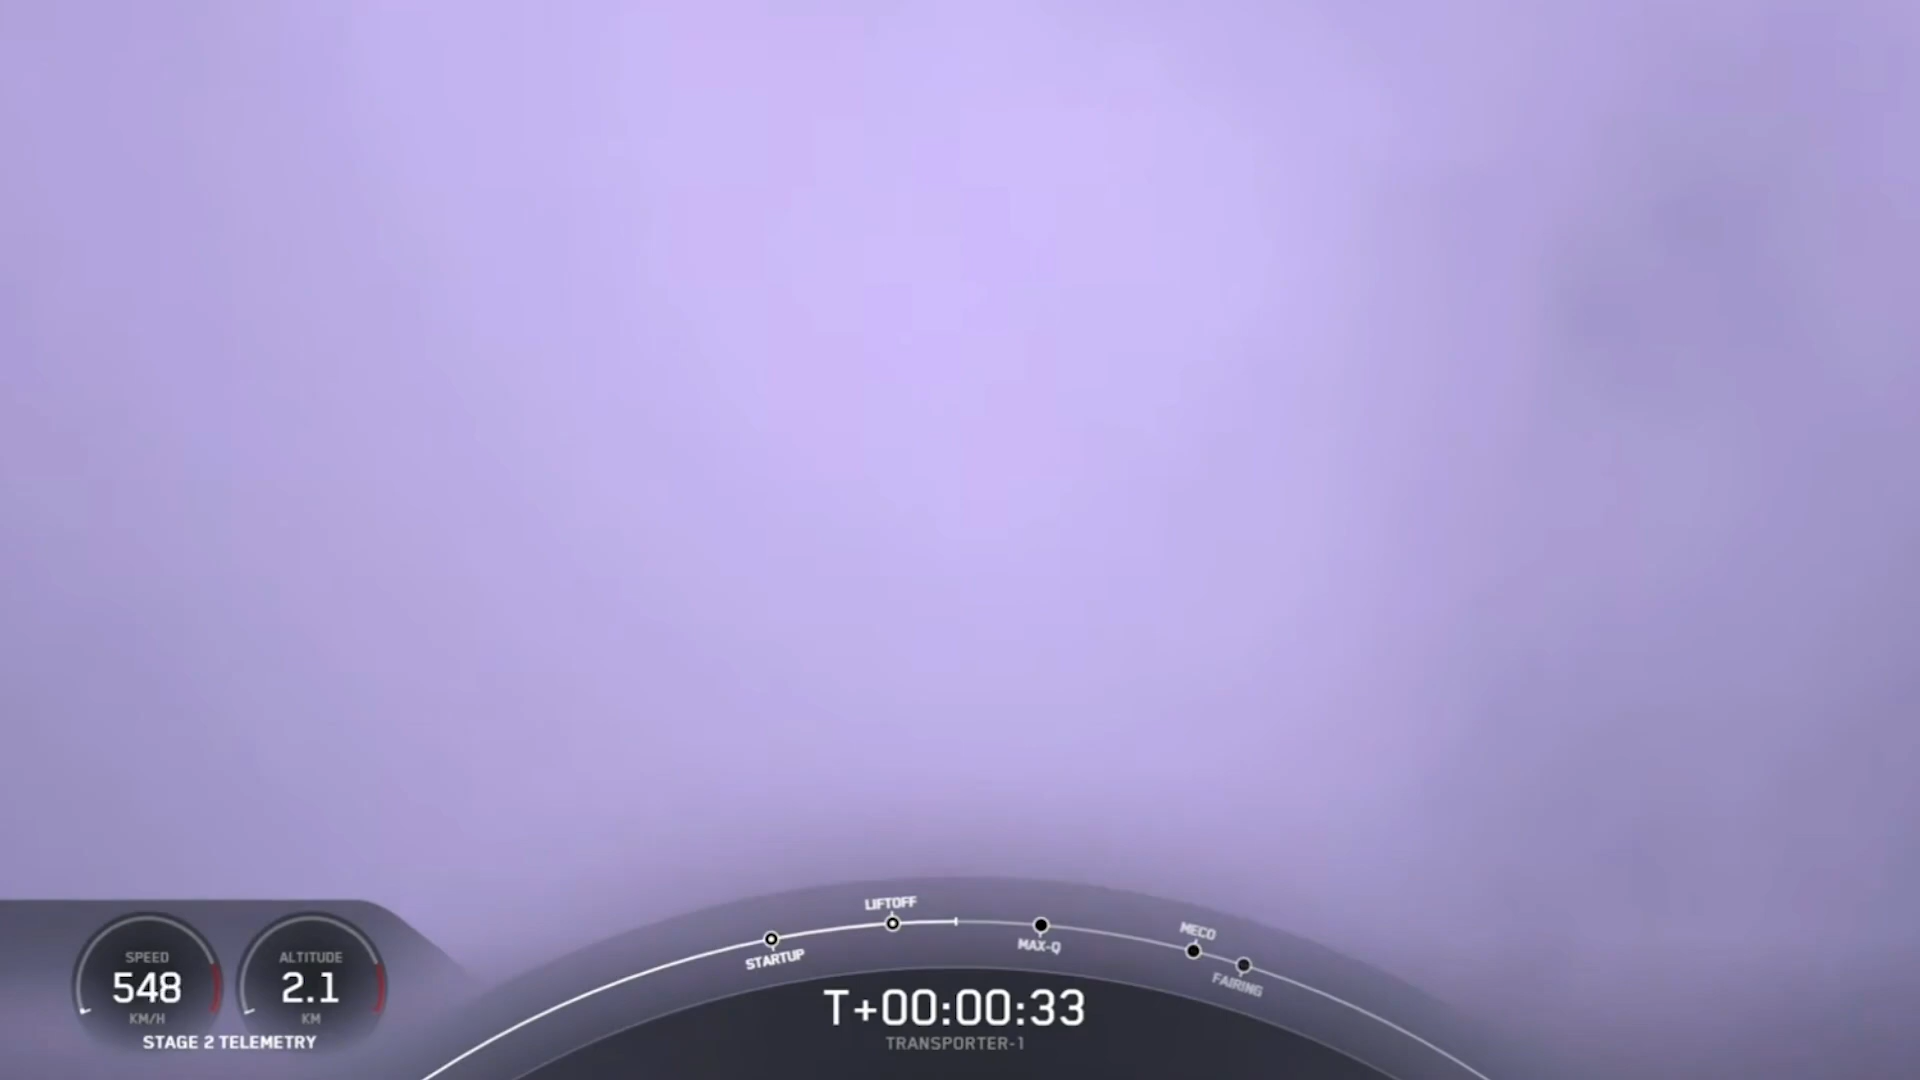 LIFTOFF
STARTUP
MAX-Q
MECO
FAIRING
SPEED
548
KM/H
ALTITUDE
2.1
KM
STAGE 2 TELEMETRY
T+00:00:33
TRANSPORTER-1